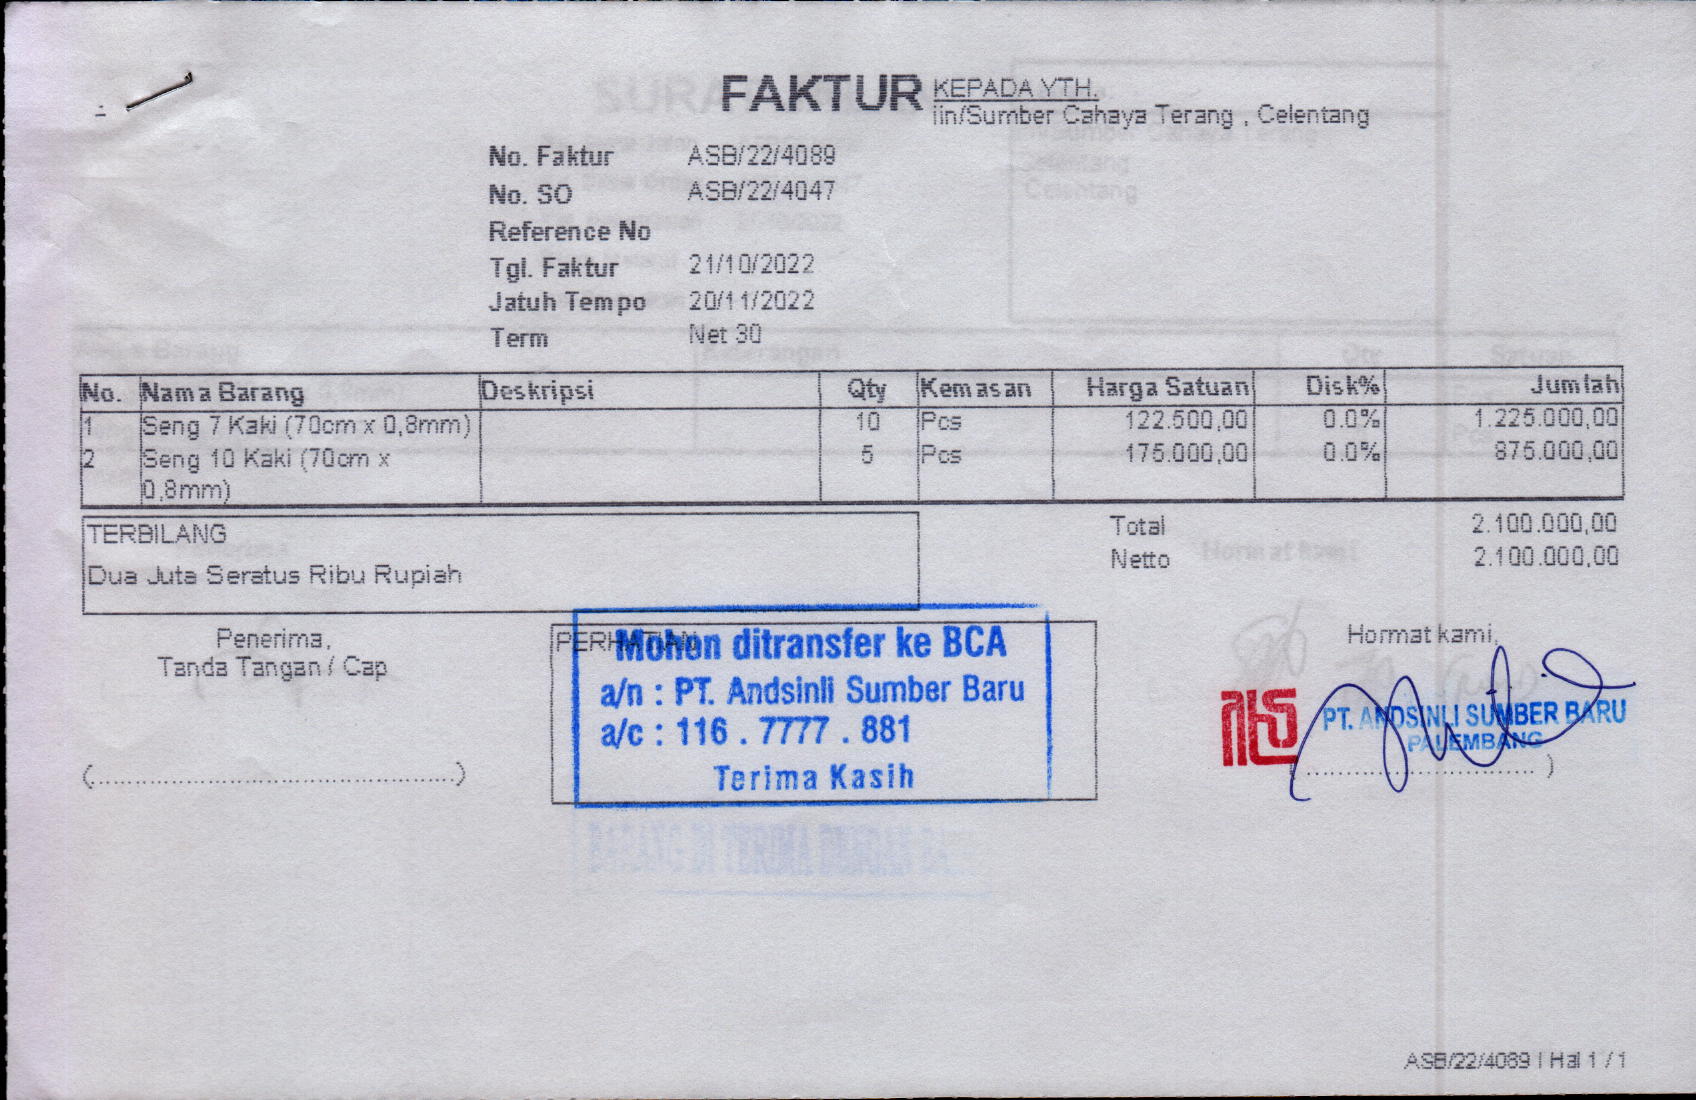 FAKTUR
KEPADA YTH.
iin/Sumber Cahaya Terang , Celentang
No. Faktur ASB/22/4089
No. SO ASB/22/4047
Reference No
Tgl. Faktur 21/10/2022
Jatuh Tempo 20/11/2022
Term Net 30
No. Nama Barang Deskripsi Qty Kemasan Harga Satuan Disk% Jumlah
1 Seng 7 Kaki (70cm x 0,8mm) 10 Pcs 122.500,00 0.0% 1.225.000,00
2 Seng 10 Kaki (70cm x 5 Pcs 175.000,00 0.0% 875.000,00
0,8mm)
TERBILANG
Dua Juta Seratus Ribu Rupiah
Total 2.100.000,00
Netto 2.100.000,00
Penerima,
Tanda Tangan / Cap
(..............................................)
PERHATIAN
Mohon ditransfer ke BCA
a/n : PT. Andsinli Sumber Baru
a/c : 116 . 7777 . 881
Terima Kasih
Hormat kami,
PT. ANDSINLI SUMBER BARU
PALEMBANG
ASB/22/4089 | Hal 1 / 1